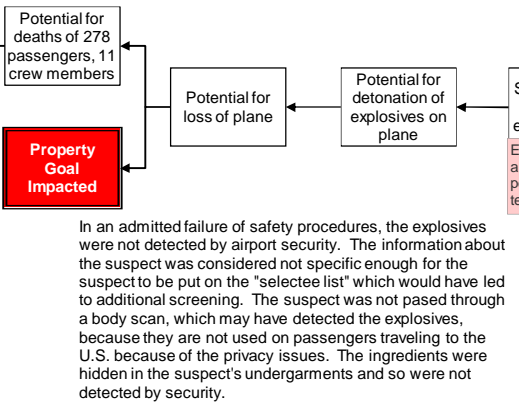 Potential for
deaths of 278
passengers, 11
crew members
Potential for
loss of plane
Potential for
detonation of
explosives on
plane
Property
Goal
Impacted
In an admitted failure of safety procedures, the explosives
were not detected by airport security. The information about
the suspect was considered not specific enough for the
suspect to be put on the "selectee list" which would have led
to additional screening. The suspect was not pased through
a body scan, which may have detected the explosives,
because they are not used on passengers traveling to the
U.S. because of the privacy issues. The ingredients were
hidden in the suspect's undergarments and so were not
detected by security.